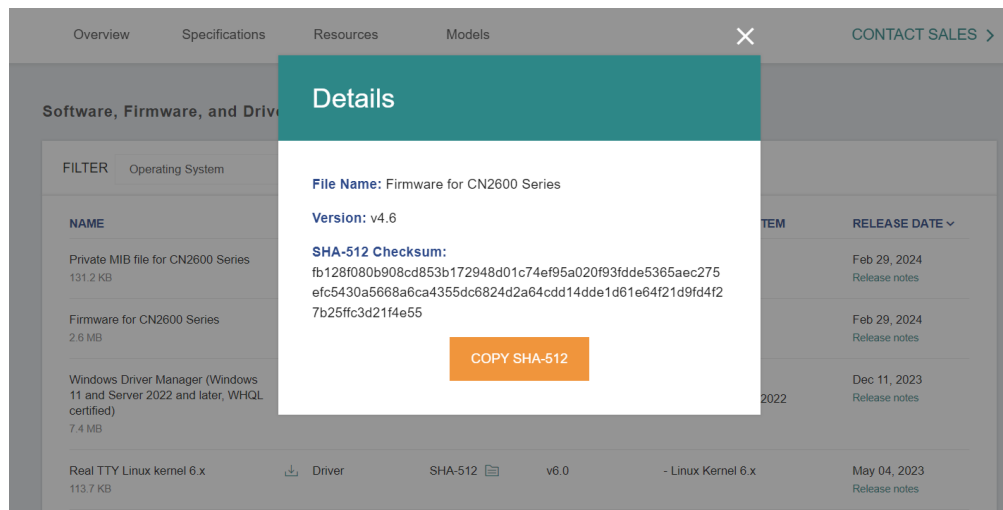 Overview Specifications Resources Models CONTACT SALES
Software, Firmware, and
Details
FILTER Operating System
File Name: Firmware for CN2600 Series
Version: v4.6
SHA-512 Checksum:
fb128f080b908cd853b172948d01c74ef95a020f93fdde5365aec275
efc5430a5668a6ca4355dc6824d2a64cdd14dde1d61e64f21d9fd4f2
7b25ffc3d21f4e55
COPY SHA-512
NAME RELEASE DATE
Private MIB file for CN2600 Series Feb 29, 2024
131.2 KB Release notes
Firmware for CN2600 Series Feb 29, 2024
2.6 MB Release notes
Windows Driver Manager (Windows Dec 11, 2023
11 and Server 2022 and later, WHQL 2022 Release notes
certified)
7.4 MB
Real TTY Linux kernel 6.x Driver SHA-512 v6.0 - Linux Kernel 6.x May 04, 2023
113.7 KB Release notes